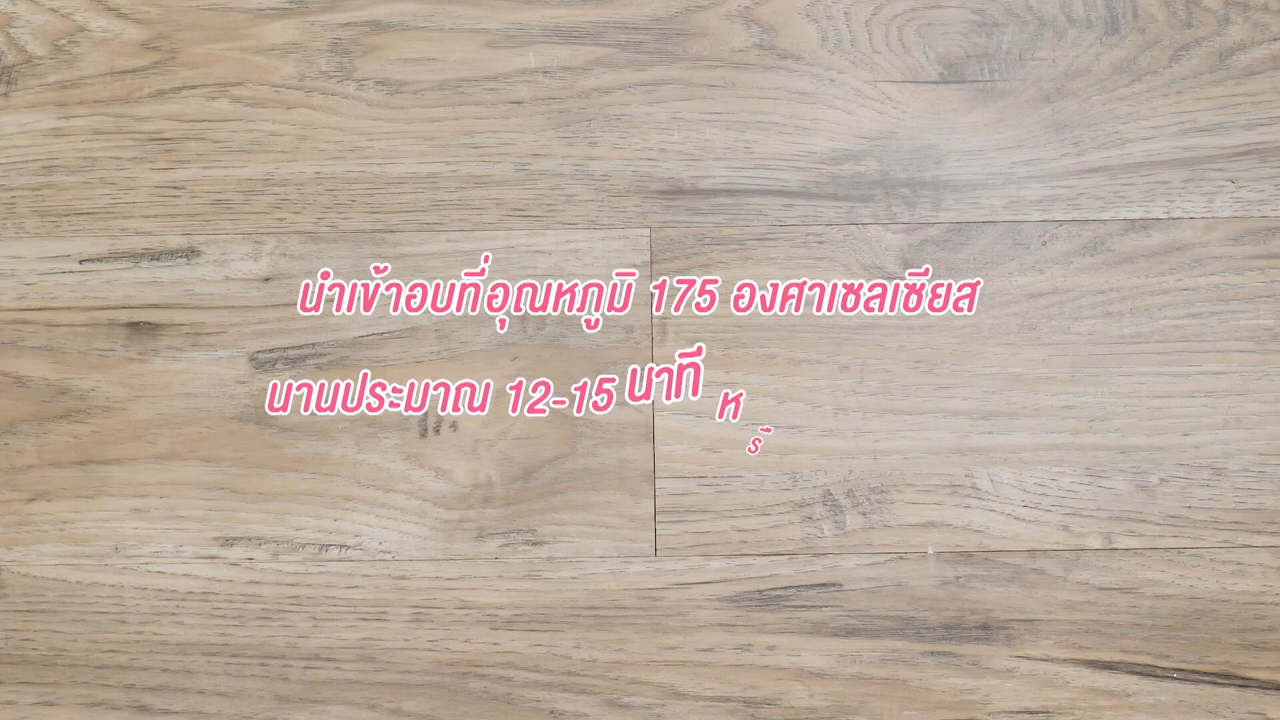 นำเข้าอบที่อุณหภูมิ 175 องศาเซลเซียส
นานประมาณ 12-15 นาที หรื